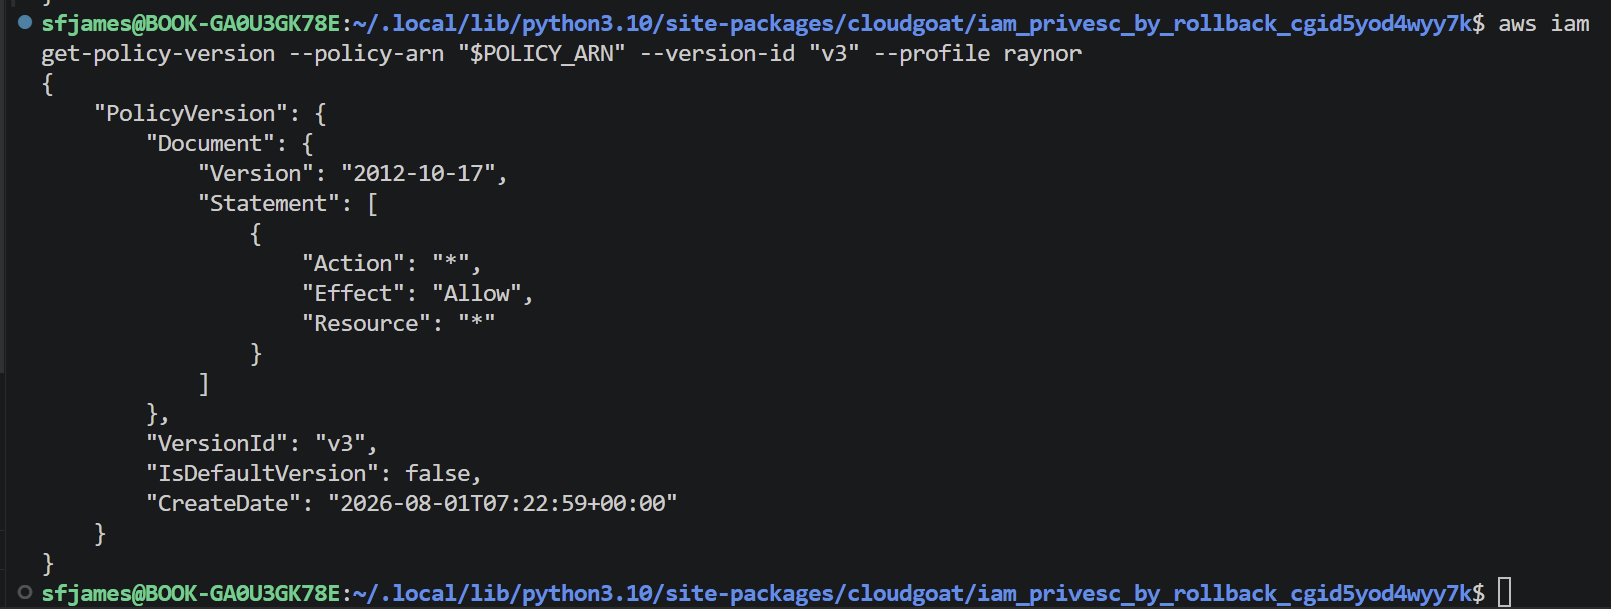 sfjames@BOOK-GA0U3GK78E:~/.local/lib/python3.10/site-packages/cloudgoat/iam_privesc_by_rollback_cgid5yod4wyy7k$ aws iam
get-policy-version --policy-arn "$POLICY_ARN" --version-id "v3" --profile raynor
{
    "PolicyVersion": {
        "Document": {
            "Version": "2012-10-17",
            "Statement": [
                {
                    "Action": "*",
                    "Effect": "Allow",
                    "Resource": "*"
                }
            ]
        },
        "VersionId": "v3",
        "IsDefaultVersion": false,
        "CreateDate": "2026-08-01T07:22:59+00:00"
    }
}
sfjames@BOOK-GA0U3GK78E:~/.local/lib/python3.10/site-packages/cloudgoat/iam_privesc_by_rollback_cgid5yod4wyy7k$